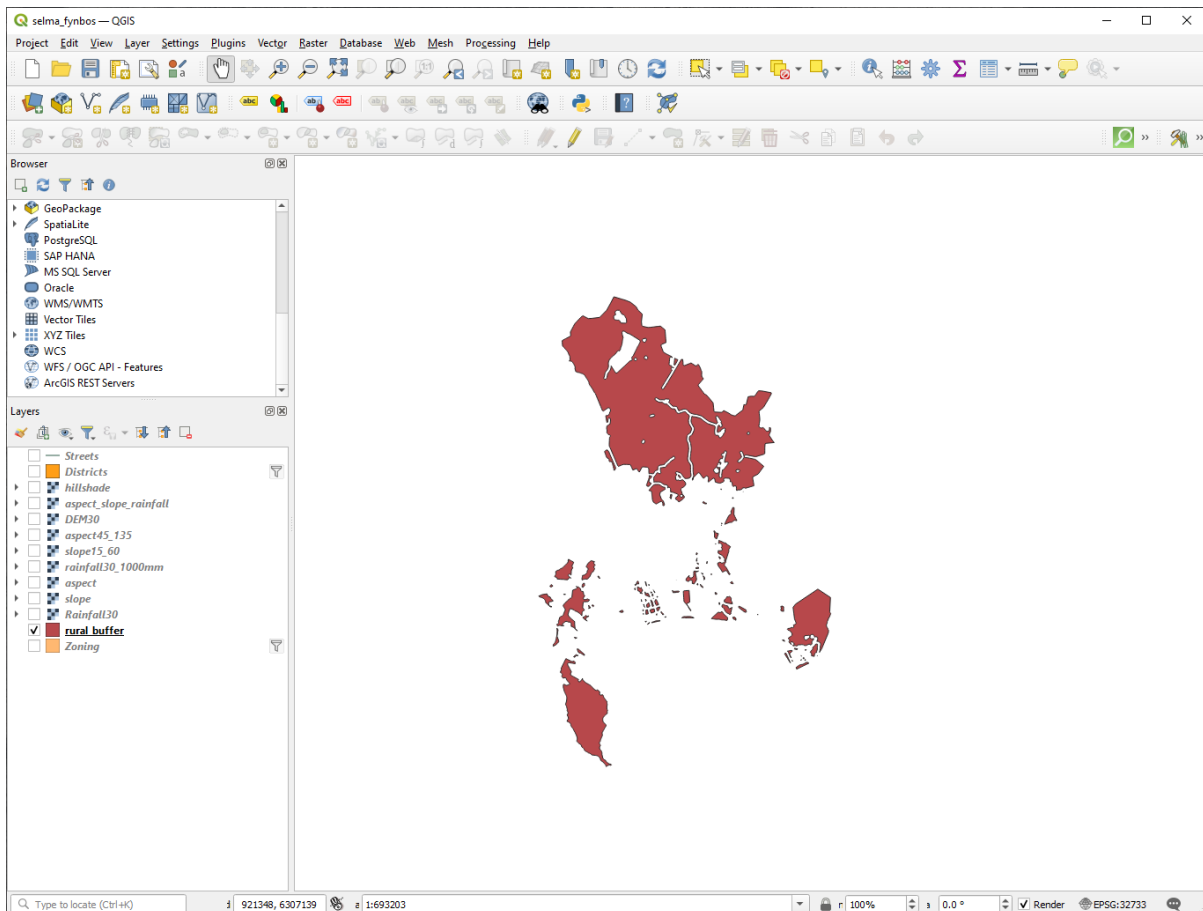 selma_fynbos — QGIS
Project Edit View Layer Settings Plugins Vector Raster Database Web Mesh Processing Help
abc abc abc
Browser
GeoPackage
SpatiaLite
PostgreSQL
SAP HANA
MS SQL Server
Oracle
WMS/WMTS
Vector Tiles
XYZ Tiles
WCS
WFS / OGC API - Features
ArcGIS REST Servers
Layers
Streets
Districts
hillshade
aspect_slope_rainfall
DEM30
aspect45_135
slope15_60
rainfall30_1000mm
aspect
slope
Rainfall30
rural_buffer
Zoning
Type to locate (Ctrl+K) 921348, 6307139 1:693203 100% 0.0 ° Render EPSG:32733